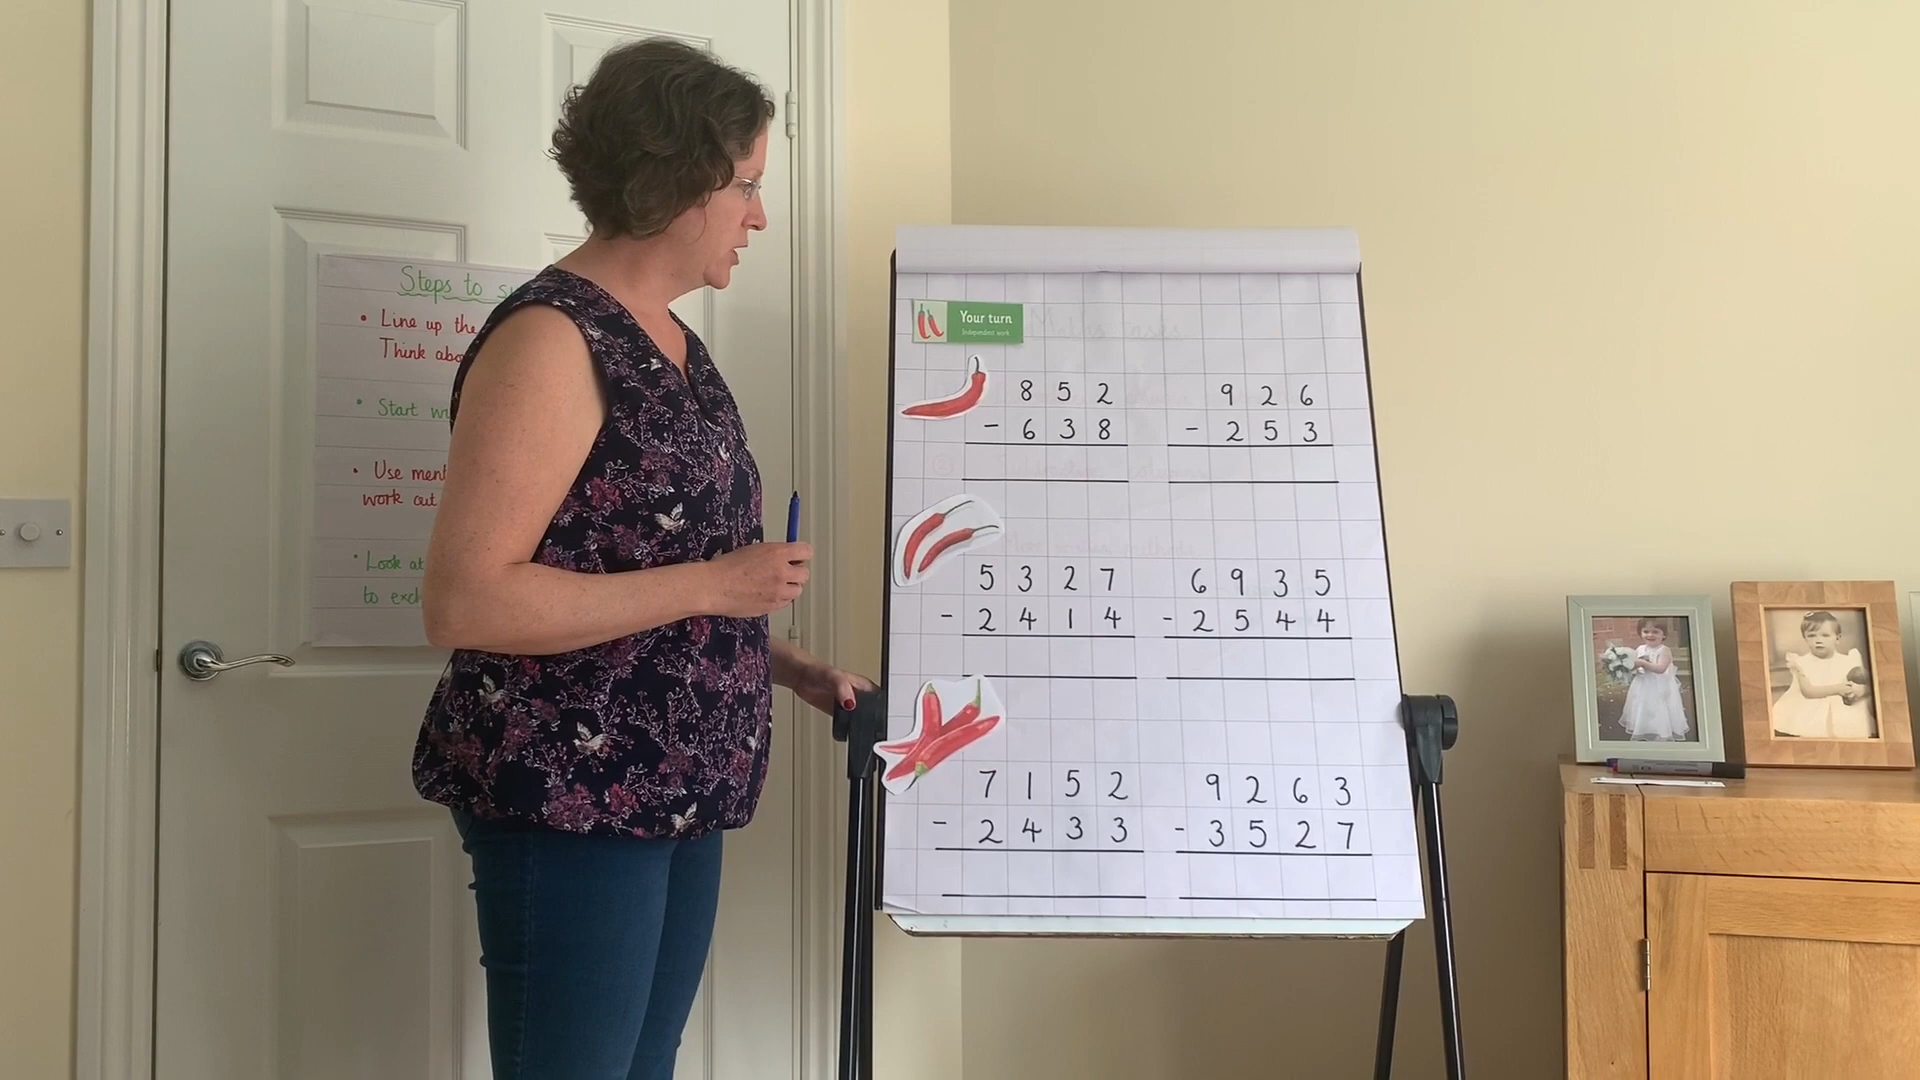 Steps to
• Line up the
Think abo
• Start wr
• Use ment
work out
• Look at
to exch
Your turn
Independent work
8 5 2
- 6 3 8
9 2 6
- 2 5 3
5 3 2 7
- 2 4 1 4
6 9 3 5
- 2 5 4 4
7 1 5 2
- 2 4 3 3
9 2 6 3
- 3 5 2 7